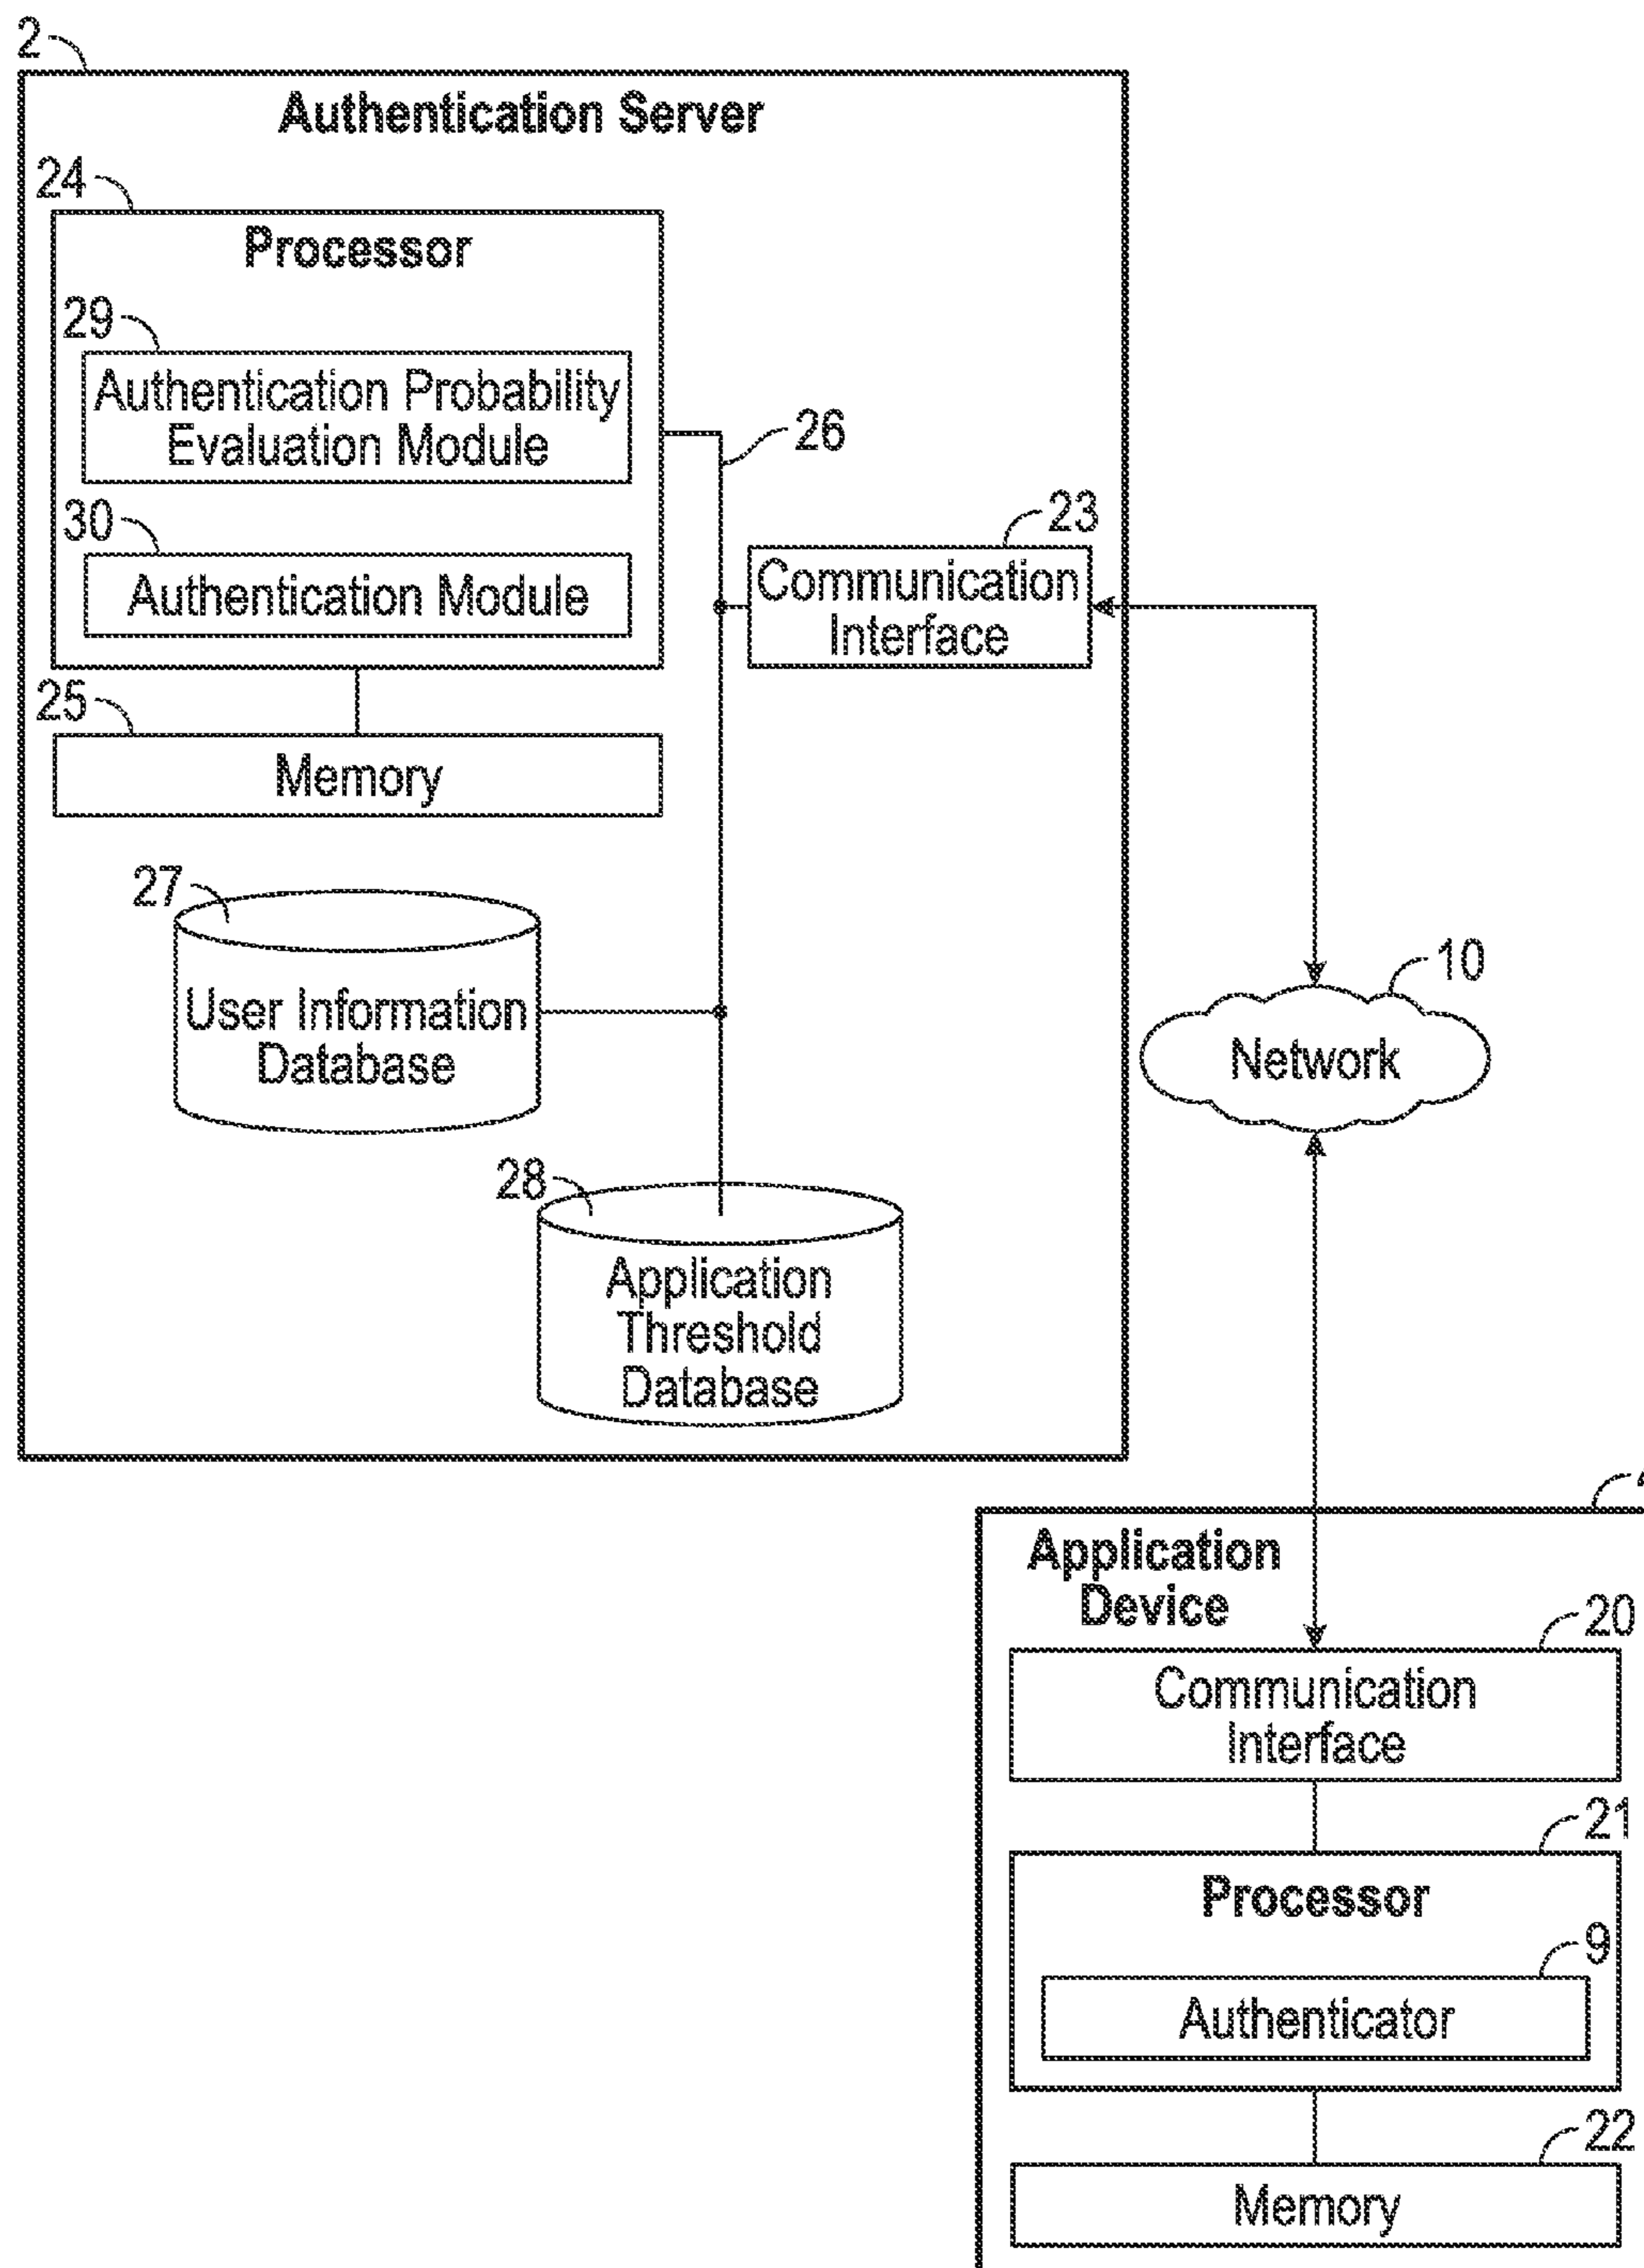 2
Authentication Server
24
Processor
29
Authentication Probability
Evaluation Module
26
30
Authentication Module
23
Communication
Interface
25
Memory
27
User Information
Database
10
Network
28
Application
Threshold
Database
Application
Device
20
Communication
Interface
21
Processor
9
Authenticator
22
Memory